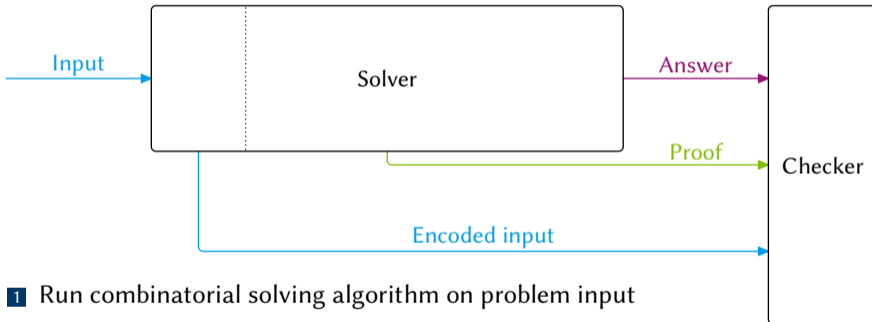 Input
Solver
Answer
Proof
Checker
Encoded input
1 Run combinatorial solving algorithm on problem input